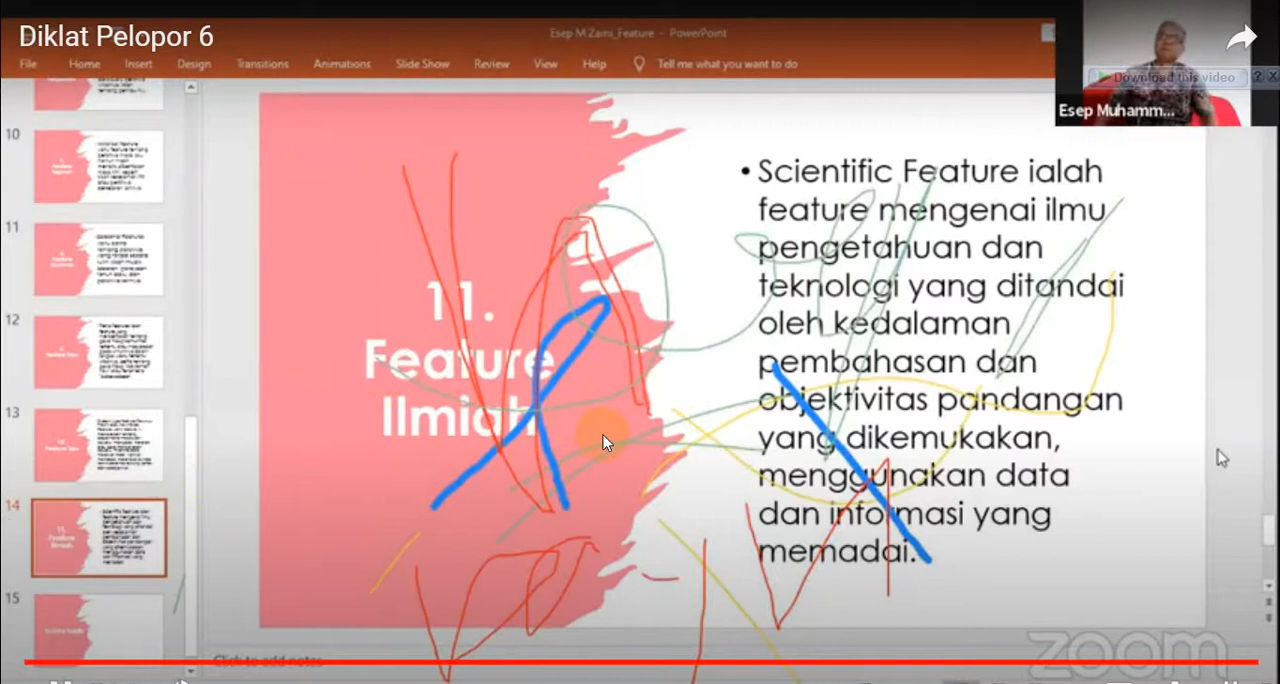 Diklat Pelopor 6
Esep M Zaini_Feature - PowerPoint
File Home Insert Design Transitions Animations Slide Show Review View Help Tell me what you want to do
Download this video ? X
Esep Muhamm...
10
11
12
13
14
15
11.
Feature
Ilmiah
• Scientific Feature ialah
feature mengenai ilmu
pengetahuan dan
teknologi yang ditandai
oleh kedalaman
pembahasan dan
objektivitas pandangan
yang dikemukakan,
menggunakan data
dan informasi yang
memadai.
Click to add notes
zoom